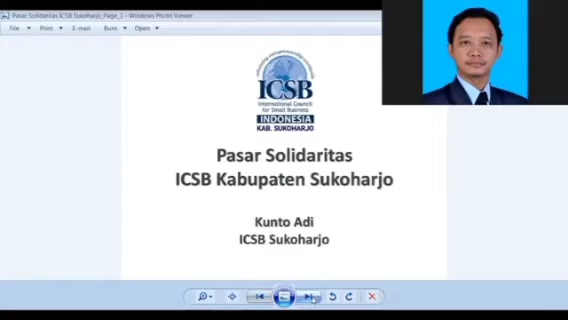 Pasar Solidaritas ICSB Sukoharjo_Page_1 - Windows Photo Viewer
File Print E-mail Burn Open
ICSB
International Council
for Small Business
INDONESIA
KAB. SUKOHARJO
Pasar Solidaritas
ICSB Kabupaten Sukoharjo
Kunto Adi
ICSB Sukoharjo